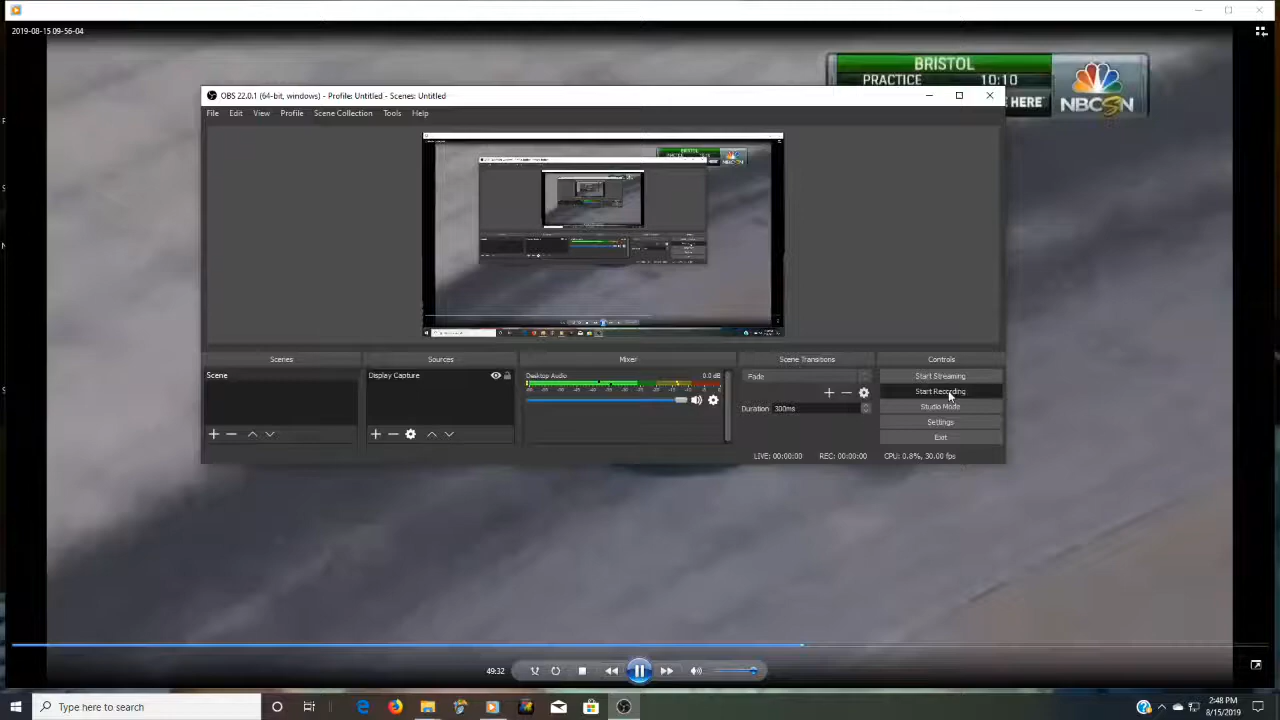 2019-08-15 09-56-04
BRISTOL
PRACTICE 10:10
HERE
NBCSN
OBS 22.0.1 (64-bit, windows) - Profile: Untitled - Scenes: Untitled
File Edit View Profile Scene Collection Tools Help
Scenes Sources Mixer Scene Transitions Controls
Scene
Display Capture
Desktop Audio 0.0 dB
Fade
Duration 300ms
Start Streaming
Start Recording
Studio Mode
Settings
Exit
LIVE: 00:00:00 REC: 00:00:00 CPU: 0.8%, 30.00 fps
49:32
Type here to search
2:48 PM
8/15/2019